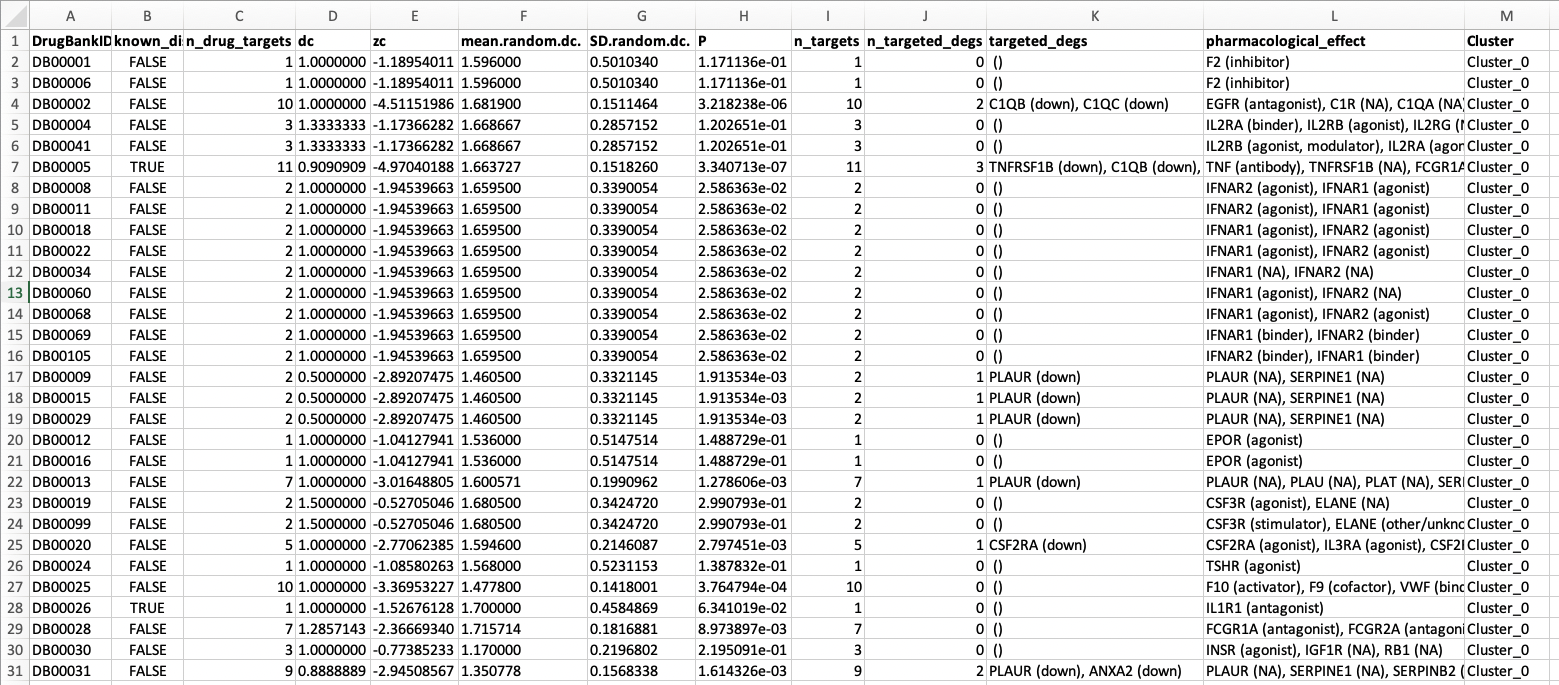 A B C D E F G H I J K L M
1 DrugBankID known_di n_drug_targets dc zc mean.random.dc. SD.random.dc. P n_targets n_targeted_degs targeted_degs pharmacological_effect Cluster
2 DB00001 FALSE 1 1.0000000 -1.18954011 1.596000 0.5010340 1.171136e-01 1 0 () F2 (inhibitor) Cluster_0
3 DB00006 FALSE 1 1.0000000 -1.18954011 1.596000 0.5010340 1.171136e-01 1 0 () F2 (inhibitor) Cluster_0
4 DB00002 FALSE 10 1.0000000 -4.51151986 1.681900 0.1511464 3.218238e-06 10 2 C1QB (down), C1QC (down) EGFR (antagonist), C1R (NA), C1QA (NA) Cluster_0
5 DB00004 FALSE 3 1.3333333 -1.17366282 1.668667 0.2857152 1.202651e-01 3 0 () IL2RA (binder), IL2RB (agonist), IL2RG ( Cluster_0
6 DB00041 FALSE 3 1.3333333 -1.17366282 1.668667 0.2857152 1.202651e-01 3 0 () IL2RB (agonist, modulator), IL2RA (agon Cluster_0
7 DB00005 TRUE 11 0.9090909 -4.97040188 1.663727 0.1518260 3.340713e-07 11 3 TNFRSF1B (down), C1QB (down), TNF (antibody), TNFRSF1B (NA), FCGR1A Cluster_0
8 DB00008 FALSE 2 1.0000000 -1.94539663 1.659500 0.3390054 2.586363e-02 2 0 () IFNAR2 (agonist), IFNAR1 (agonist) Cluster_0
9 DB00011 FALSE 2 1.0000000 -1.94539663 1.659500 0.3390054 2.586363e-02 2 0 () IFNAR2 (agonist), IFNAR1 (agonist) Cluster_0
10 DB00018 FALSE 2 1.0000000 -1.94539663 1.659500 0.3390054 2.586363e-02 2 0 () IFNAR1 (agonist), IFNAR2 (agonist) Cluster_0
11 DB00022 FALSE 2 1.0000000 -1.94539663 1.659500 0.3390054 2.586363e-02 2 0 () IFNAR1 (agonist), IFNAR2 (agonist) Cluster_0
12 DB00034 FALSE 2 1.0000000 -1.94539663 1.659500 0.3390054 2.586363e-02 2 0 () IFNAR1 (NA), IFNAR2 (NA) Cluster_0
13 DB00060 FALSE 2 1.0000000 -1.94539663 1.659500 0.3390054 2.586363e-02 2 0 () IFNAR1 (agonist), IFNAR2 (NA) Cluster_0
14 DB00068 FALSE 2 1.0000000 -1.94539663 1.659500 0.3390054 2.586363e-02 2 0 () IFNAR1 (agonist), IFNAR2 (agonist) Cluster_0
15 DB00069 FALSE 2 1.0000000 -1.94539663 1.659500 0.3390054 2.586363e-02 2 0 () IFNAR1 (binder), IFNAR2 (binder) Cluster_0
16 DB00105 FALSE 2 1.0000000 -1.94539663 1.659500 0.3390054 2.586363e-02 2 0 () IFNAR2 (binder), IFNAR1 (binder) Cluster_0
17 DB00009 FALSE 2 0.5000000 -2.89207475 1.460500 0.3321145 1.913534e-03 2 1 PLAUR (down) PLAUR (NA), SERPINE1 (NA) Cluster_0
18 DB00015 FALSE 2 0.5000000 -2.89207475 1.460500 0.3321145 1.913534e-03 2 1 PLAUR (down) PLAUR (NA), SERPINE1 (NA) Cluster_0
19 DB00029 FALSE 2 0.5000000 -2.89207475 1.460500 0.3321145 1.913534e-03 2 1 PLAUR (down) PLAUR (NA), SERPINE1 (NA) Cluster_0
20 DB00012 FALSE 1 1.0000000 -1.04127941 1.536000 0.5147514 1.488729e-01 1 0 () EPOR (agonist) Cluster_0
21 DB00016 FALSE 1 1.0000000 -1.04127941 1.536000 0.5147514 1.488729e-01 1 0 () EPOR (agonist) Cluster_0
22 DB00013 FALSE 7 1.0000000 -3.01648805 1.600571 0.1990962 1.278606e-03 7 1 PLAUR (down) PLAUR (NA), PLAU (NA), PLAT (NA), SER Cluster_0
23 DB00019 FALSE 2 1.5000000 -0.52705046 1.680500 0.3424720 2.990793e-01 2 0 () CSF3R (agonist), ELANE (NA) Cluster_0
24 DB00099 FALSE 2 1.5000000 -0.52705046 1.680500 0.3424720 2.990793e-01 2 0 () CSF3R (stimulator), ELANE (other/unkno Cluster_0
25 DB00020 FALSE 5 1.0000000 -2.77062385 1.594600 0.2146087 2.797451e-03 5 1 CSF2RA (down) CSF2RA (agonist), IL3RA (agonist), CSF2 Cluster_0
26 DB00024 FALSE 1 1.0000000 -1.08580263 1.568000 0.5231153 1.387832e-01 1 0 () TSHR (agonist) Cluster_0
27 DB00025 FALSE 10 1.0000000 -3.36953227 1.477800 0.1418001 3.764794e-04 10 0 () F10 (activator), F9 (cofactor), VWF (bind Cluster_0
28 DB00026 TRUE 1 1.0000000 -1.52676128 1.700000 0.4584869 6.341019e-02 1 0 () IL1R1 (antagonist) Cluster_0
29 DB00028 FALSE 7 1.2857143 -2.36669340 1.715714 0.1816881 8.973897e-03 7 0 () FCGR1A (antagonist), FCGR2A (antagoni Cluster_0
30 DB00030 FALSE 3 1.0000000 -0.77385233 1.170000 0.2196802 2.195091e-01 3 0 () INSR (agonist), IGF1R (NA), RB1 (NA) Cluster_0
31 DB00031 FALSE 9 0.8888889 -2.94508567 1.350778 0.1568338 1.614326e-03 9 2 PLAUR (down), ANXA2 (down) PLAUR (NA), SERPINE1 (NA), SERPINB2 ( Cluster_0